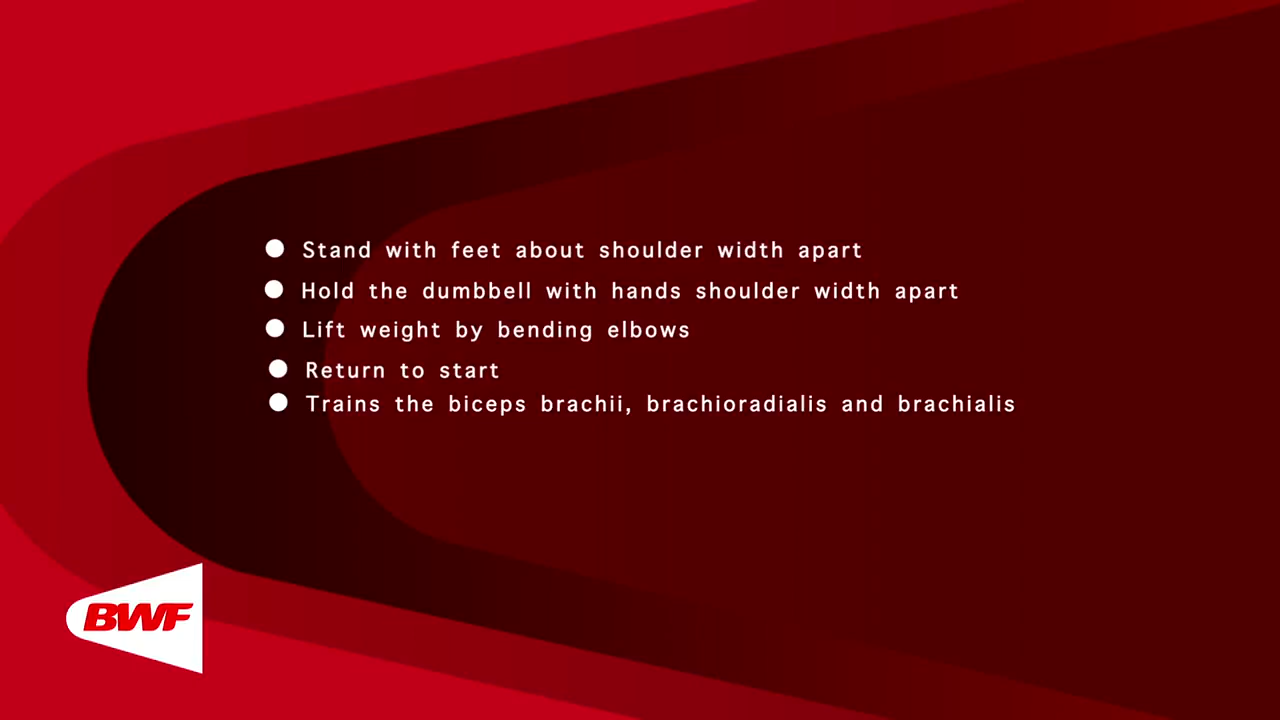 ● Stand with feet about shoulder width apart
● Hold the dumbbell with hands shoulder width apart
● Lift weight by bending elbows
● Return to start
● Trains the biceps brachii, brachioradialis and brachialis
BWF